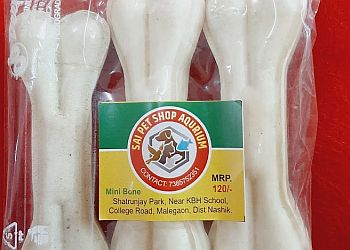 SAI PET SHOP AQURIUM
CONTACT: 7385752351
MRP.
120/-
Mini Bone
Shatrunjay Park, Near KBH School,
College Road, Malegaon, Dist Nashik.